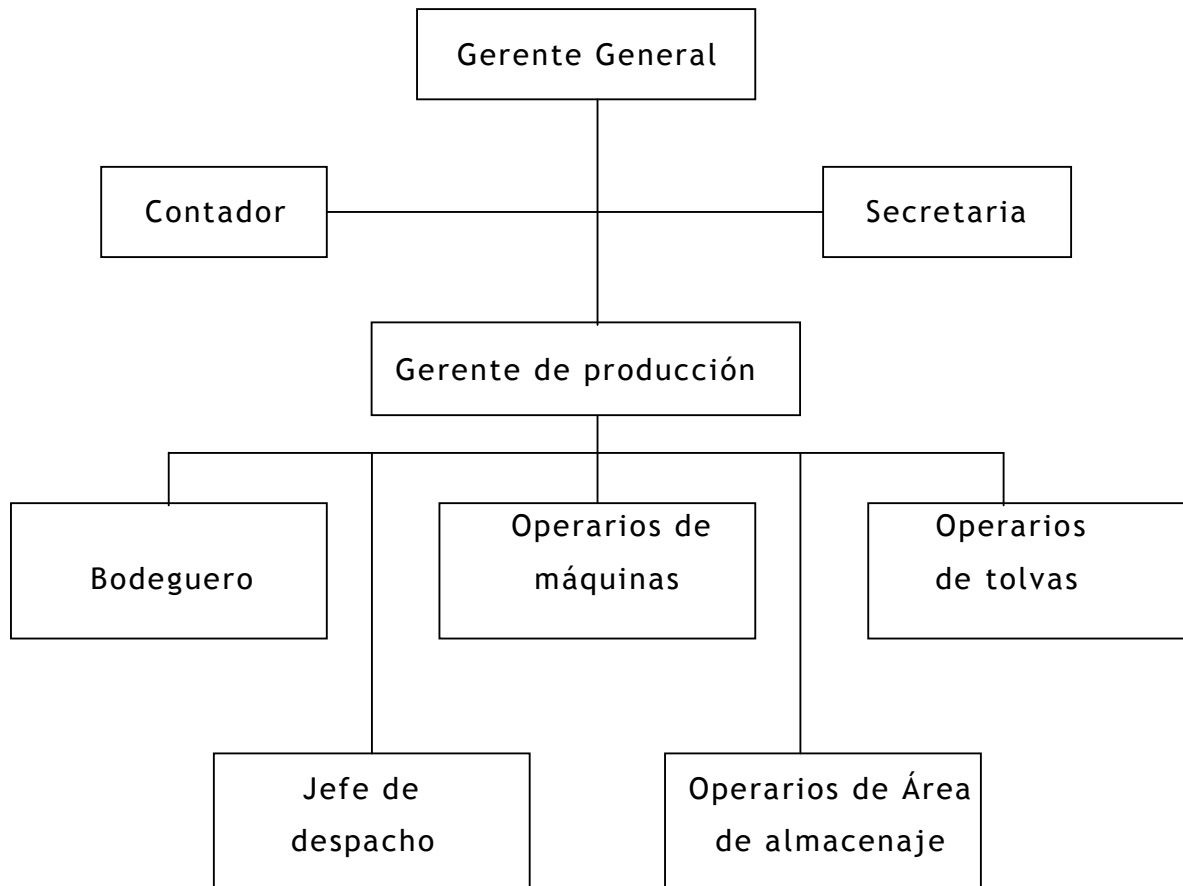 Gerente General
Contador
Secretaria
Gerente de producción
Bodeguero
Operarios de
máquinas
Operarios
de tolvas
Jefe de
despacho
Operarios de Área
de almacenaje